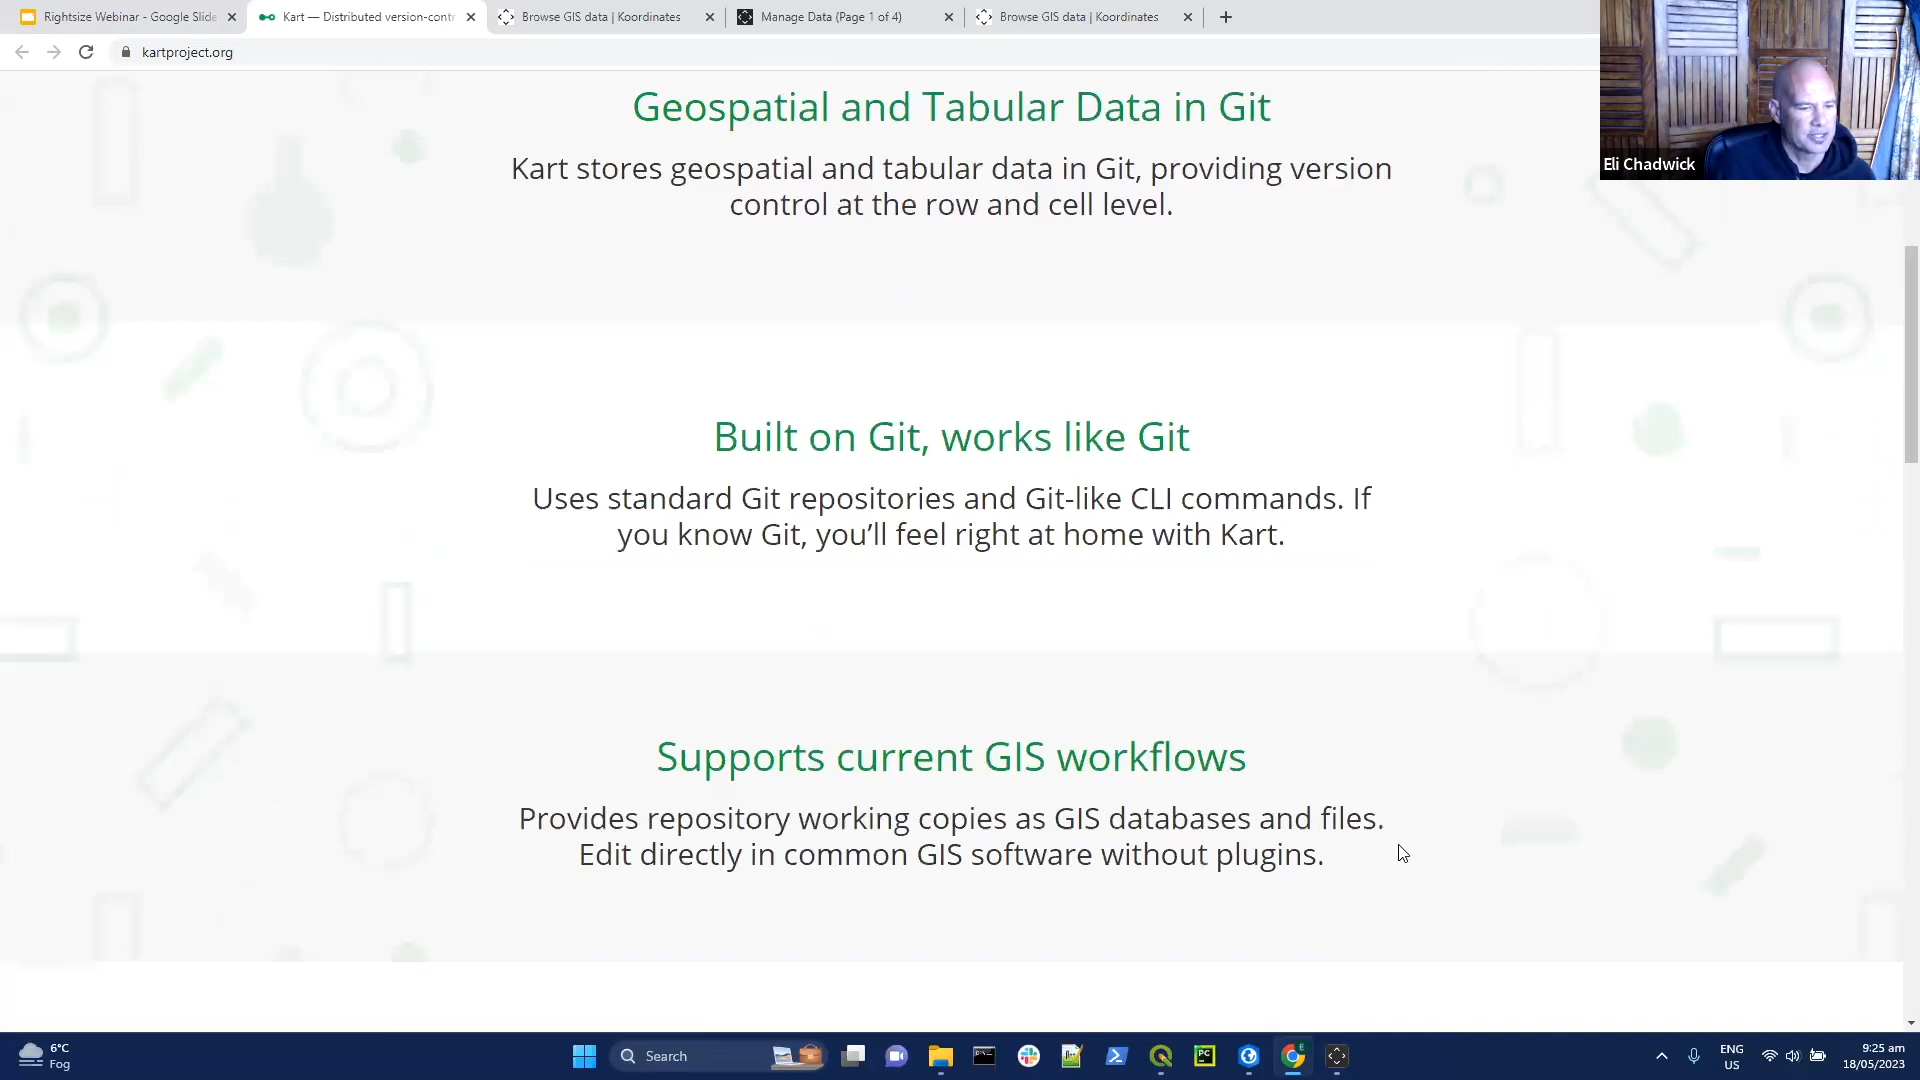 Rightsize Webinar - Google Slide
Kart — Distributed version-contr
Browse GIS data | Koordinates
Manage Data (Page 1 of 4)
Browse GIS data | Koordinates
kartproject.org
Eli Chadwick
Geospatial and Tabular Data in Git
Kart stores geospatial and tabular data in Git, providing version
control at the row and cell level.
Built on Git, works like Git
Uses standard Git repositories and Git-like CLI commands. If
you know Git, you’ll feel right at home with Kart.
Supports current GIS workflows
Provides repository working copies as GIS databases and files.
Edit directly in common GIS software without plugins.
6°C
Fog
Search
PC
E
ENG
US
9:25 am
18/05/2023